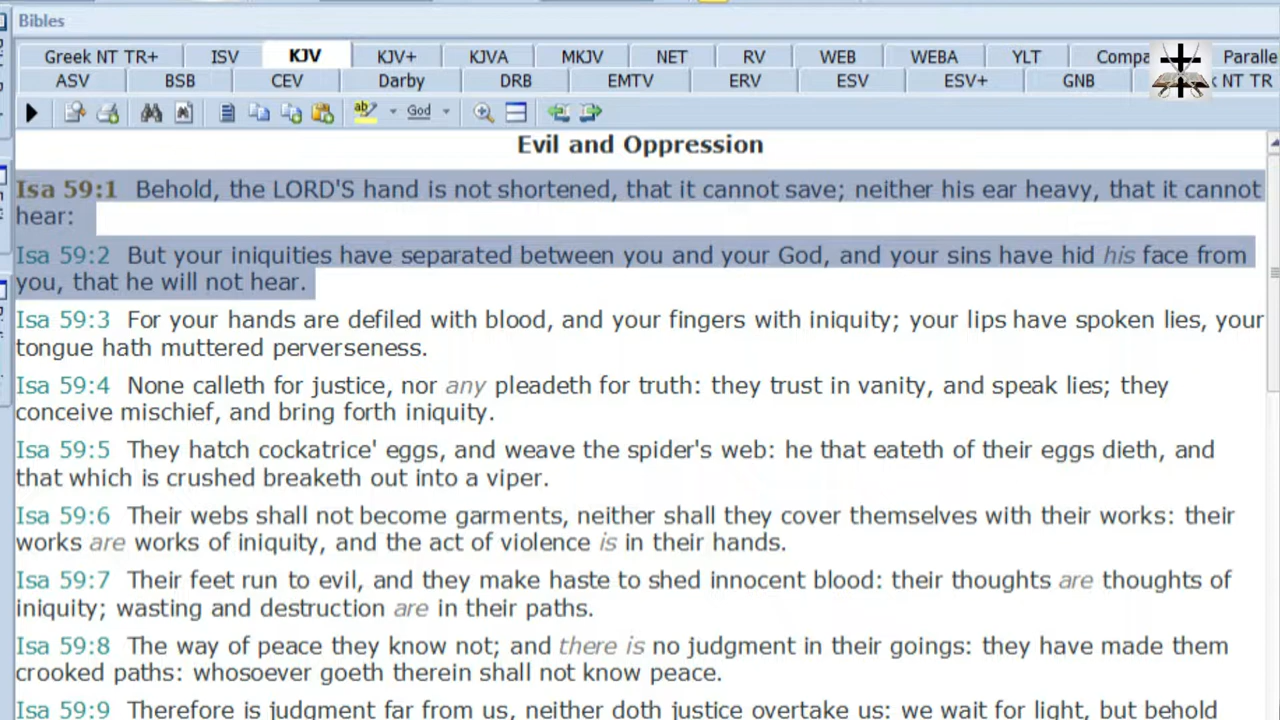 Bibles
Greek NT TR+ ISV KJV KJV+ KJVA MKJV NET RV WEB WEBA YLT Compa Paralle
ASV BSB CEV Darby DRB EMTV ERV ESV ESV+ GNB NT TR
ab God
Evil and Oppression
Isa 59:1 Behold, the LORD'S hand is not shortened, that it cannot save; neither his ear heavy, that it cannot
hear:
Isa 59:2 But your iniquities have separated between you and your God, and your sins have hid his face from
you, that he will not hear.
Isa 59:3 For your hands are defiled with blood, and your fingers with iniquity; your lips have spoken lies, your
tongue hath muttered perverseness.
Isa 59:4 None calleth for justice, nor any pleadeth for truth: they trust in vanity, and speak lies; they
conceive mischief, and bring forth iniquity.
Isa 59:5 They hatch cockatrice' eggs, and weave the spider's web: he that eateth of their eggs dieth, and
that which is crushed breaketh out into a viper.
Isa 59:6 Their webs shall not become garments, neither shall they cover themselves with their works: their
works are works of iniquity, and the act of violence is in their hands.
Isa 59:7 Their feet run to evil, and they make haste to shed innocent blood: their thoughts are thoughts of
iniquity; wasting and destruction are in their paths.
Isa 59:8 The way of peace they know not; and there is no judgment in their goings: they have made them
crooked paths: whosoever goeth therein shall not know peace.
Isa 59:9 Therefore is judgment far from us, neither doth justice overtake us: we wait for light, but behold